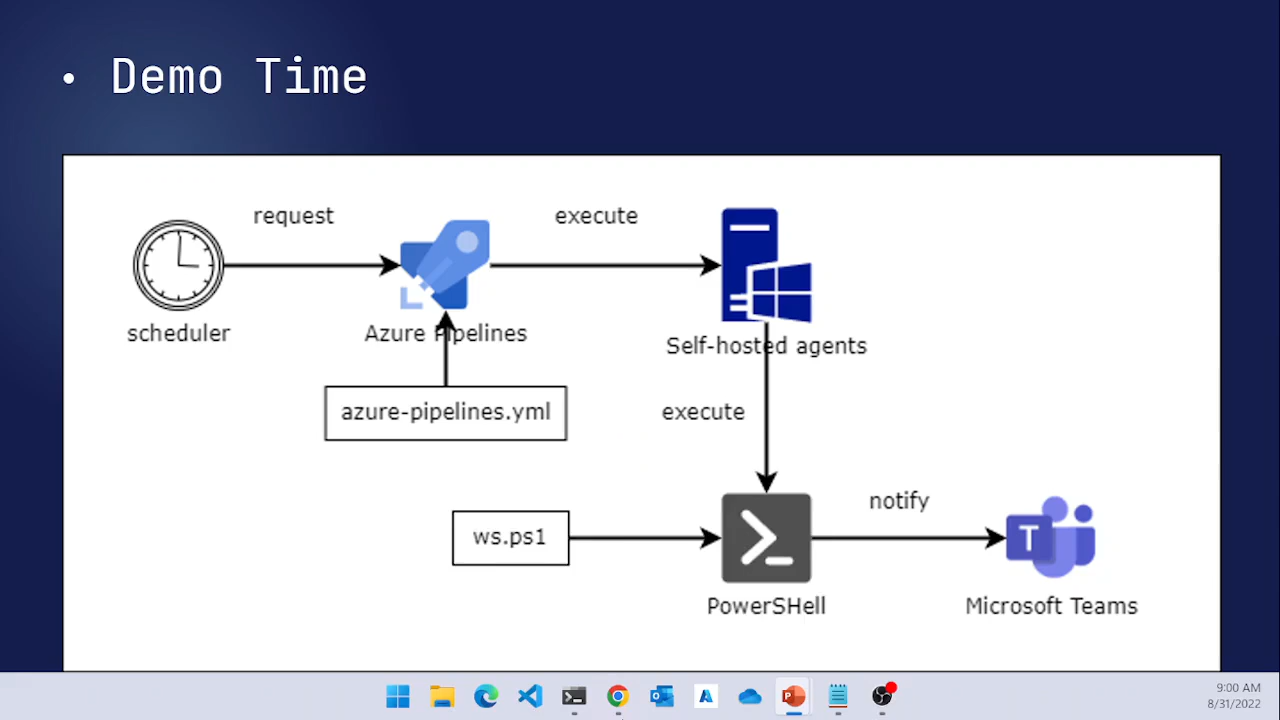 • Demo Time
request
execute
scheduler
Azure Pipelines
Self-hosted agents
azure-pipelines.yml
execute
notify
ws.ps1
T
PowerSHell
Microsoft Teams
9:00 AM
8/31/2022